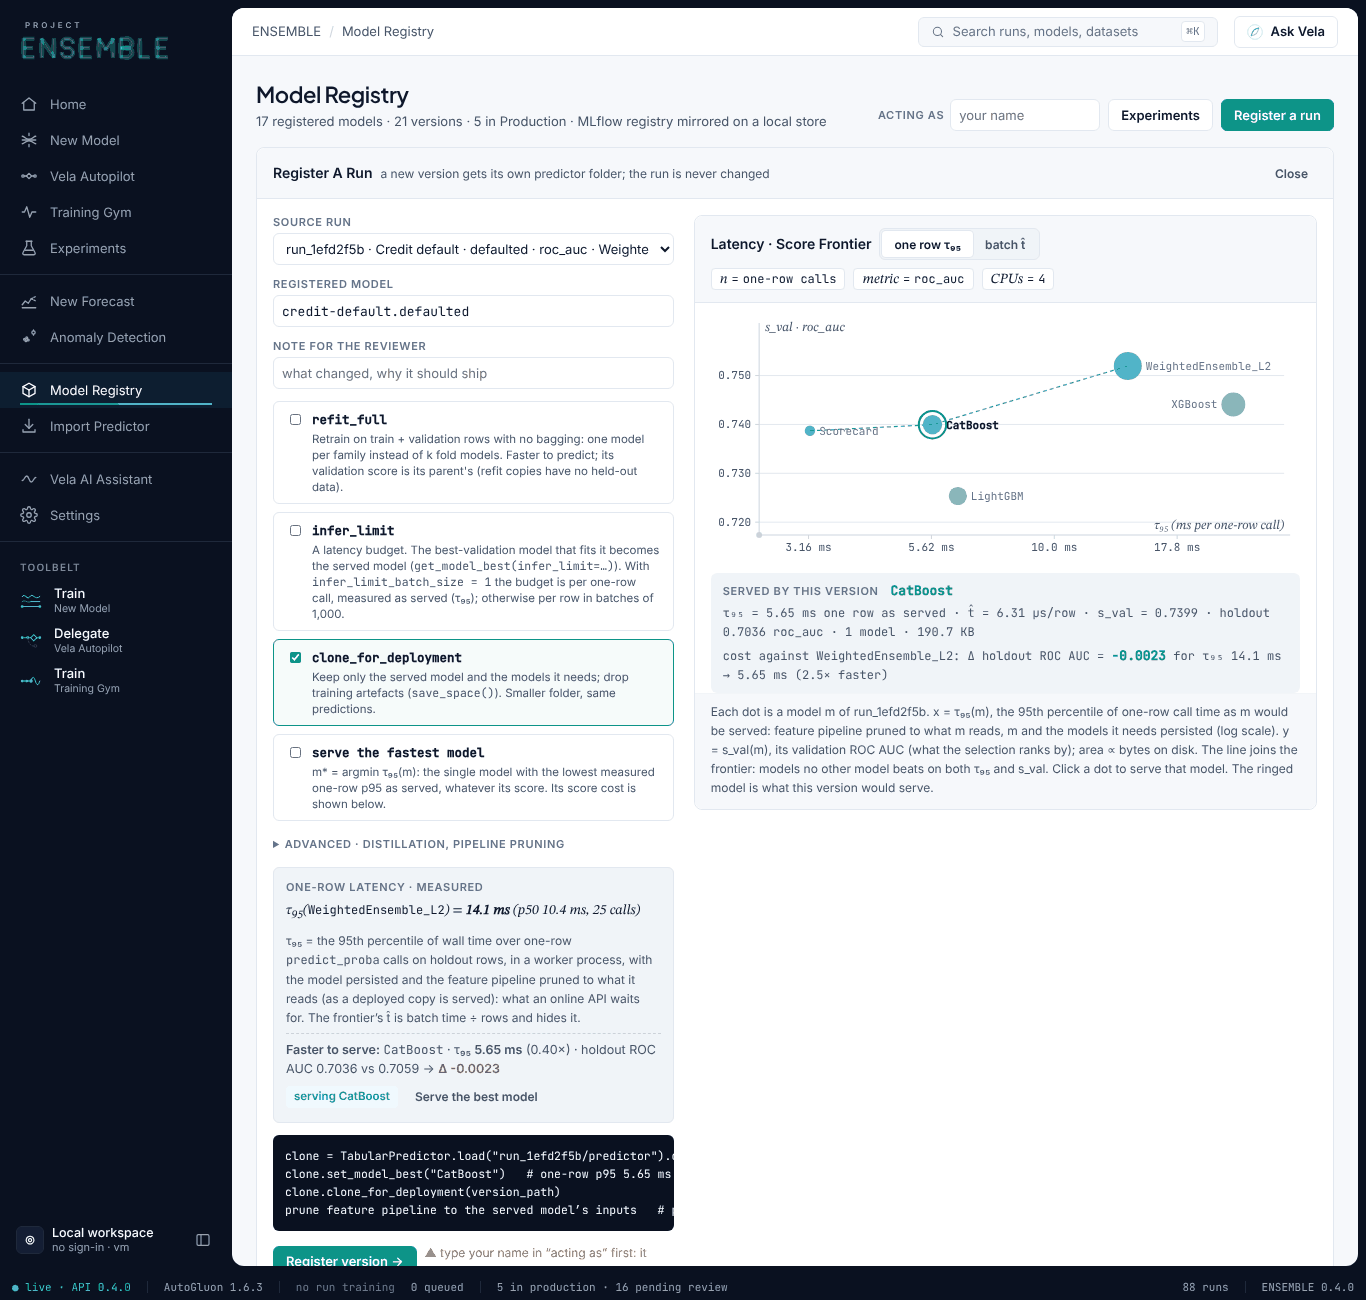 PROJECT
ENSEMBLE
Home
New Model
Vela Autopilot
Training Gym
Experiments
New Forecast
Anomaly Detection
Model Registry
Import Predictor
Vela AI Assistant
Settings
TOOLBELT
Train
New Model
Delegate
Vela Autopilot
Train
Training Gym
Local workspace
no sign-in · vm
ENSEMBLE / Model Registry
Search runs, models, datasets ⌘K
Ask Vela
Model Registry
17 registered models · 21 versions · 5 in Production · MLflow registry mirrored on a local store
ACTING AS your name Experiments Register a run
Register A Run a new version gets its own predictor folder; the run is never changed Close
SOURCE RUN
run_1efd2f5b · Credit default · defaulted · roc_auc · Weighte
REGISTERED MODEL
credit-default.defaulted
NOTE FOR THE REVIEWER
what changed, why it should ship
refit_full
Retrain on train + validation rows with no bagging: one model
per family instead of k fold models. Faster to predict; its
validation score is its parent's (refit copies have no held-out
data).
infer_limit
A latency budget. The best-validation model that fits it becomes
the served model (get_model_best(infer_limit=…)). With
infer_limit_batch_size = 1 the budget is per one-row
call, measured as served (τ₉₅); otherwise per row in batches of
1,000.
clone_for_deployment
Keep only the served model and the models it needs; drop
training artefacts (save_space()). Smaller folder, same
predictions.
serve the fastest model
m* = argmin τ₉₅(m): the single model with the lowest measured
one-row p95 as served, whatever its score. Its score cost is
shown below.
▶ ADVANCED · DISTILLATION, PIPELINE PRUNING
ONE-ROW LATENCY · MEASURED
τ95(WeightedEnsemble_L2) = 14.1 ms (p50 10.4 ms, 25 calls)
τ₉₅ = the 95th percentile of wall time over one-row
predict_proba calls on holdout rows, in a worker process, with
the model persisted and the feature pipeline pruned to what it
reads (as a deployed copy is served): what an online API waits
for. The frontier's t̂ is batch time ÷ rows and hides it.
Faster to serve: CatBoost · τ₉₅ 5.65 ms (0.40×) · holdout ROC
AUC 0.7036 vs 0.7059 → Δ -0.0023
serving CatBoost Serve the best model
clone = TabularPredictor.load("run_1efd2f5b/predictor").c
clone.set_model_best("CatBoost") # one-row p95 5.65 ms
clone.clone_for_deployment(version_path)
prune feature pipeline to the served model's inputs #
Register version →
▲ type your name in “acting as” first: it
Latency · Score Frontier one row τ₉₅ batch t̂
n = one-row calls metric = roc_auc CPUs = 4
s_val · roc_auc
0.750
0.740
0.730
0.720
WeightedEnsemble_L2
XGBoost
Scorecard
CatBoost
LightGBM
τ₉₅ (ms per one-row call)
3.16 ms 5.62 ms 10.0 ms 17.8 ms
SERVED BY THIS VERSION CatBoost
τ₉₅ = 5.65 ms one row as served · t̂ = 6.31 µs/row · s_val = 0.7399 · holdout
0.7036 roc_auc · 1 model · 190.7 KB
cost against WeightedEnsemble_L2: Δ holdout ROC AUC = -0.0023 for τ₉₅ 14.1 ms
→ 5.65 ms (2.5× faster)
Each dot is a model m of run_1efd2f5b. x = τ₉₅(m), the 95th percentile of one-row call time as m would
be served: feature pipeline pruned to what m reads, m and the models it needs persisted (log scale). y
= s_val(m), its validation ROC AUC (what the selection ranks by); area ∝ bytes on disk. The line joins the
frontier: models no other model beats on both τ₉₅ and s_val. Click a dot to serve that model. The ringed
model is what this version would serve.
live · API 0.4.0 AutoGluon 1.6.3 no run training 0 queued 5 in production · 16 pending review 88 runs ENSEMBLE 0.4.0